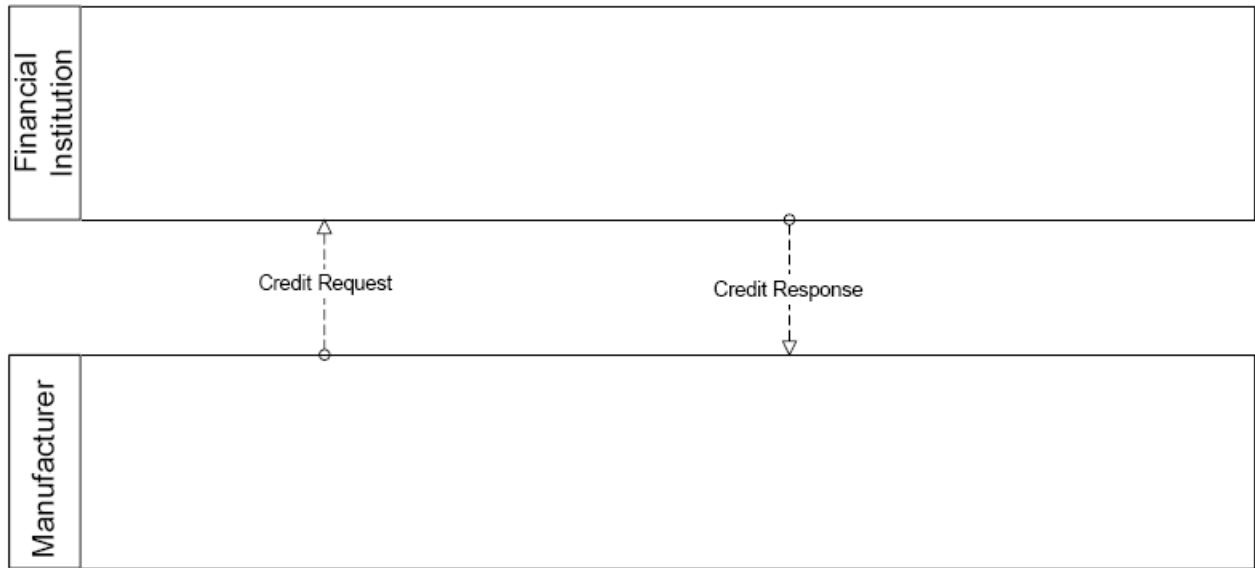 Financial
Institution
Credit Request
Credit Response
Manufacturer